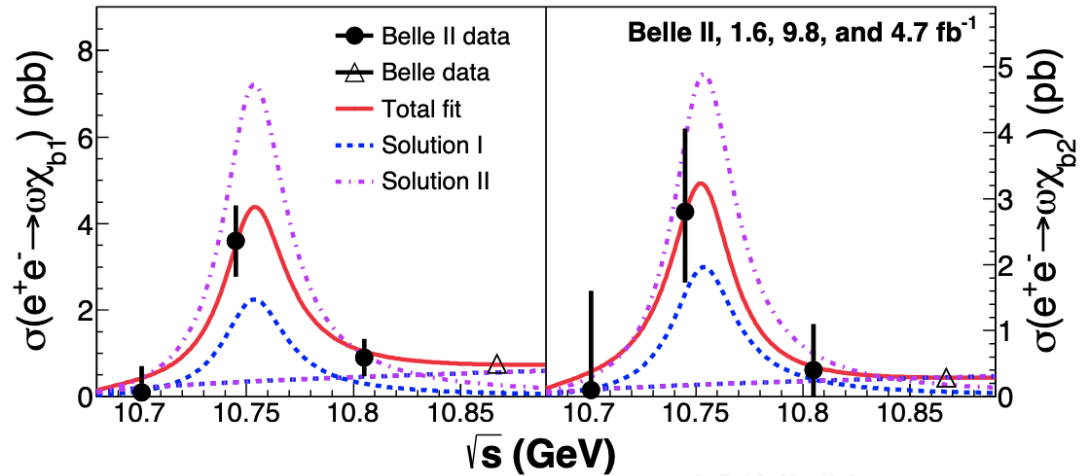 σ(e⁺e⁻→ωχ_b1) (pb)
8
6
4
2
0
Belle II data
Belle data
Total fit
Solution I
Solution II
10.7 10.75 10.8 10.85
Belle II, 1.6, 9.8, and 4.7 fb⁻¹
10.7 10.75 10.8 10.85
5
4
3
2
1
0
σ(e⁺e⁻→ωχ_b2) (pb)
√s (GeV)